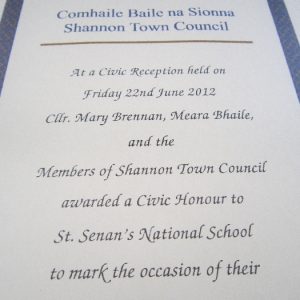 Comhaile Baile na Sionna
Shannon Town Council
At a Civic Reception held on
Friday 22nd June 2012
Cllr. Mary Brennan, Meara Bhaile,
and the
Members of Shannon Town Council
awarded a Civic Honour to
St. Senan's National School
to mark the occasion of their